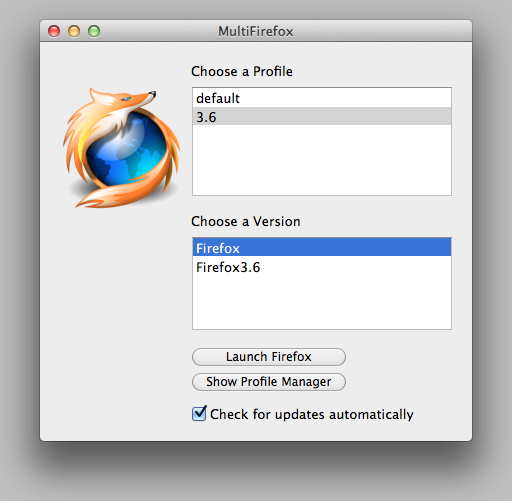 MultiFirefox
Choose a Profile
default
3.6
Choose a Version
Firefox
Firefox3.6
Launch Firefox
Show Profile Manager
Check for updates automatically